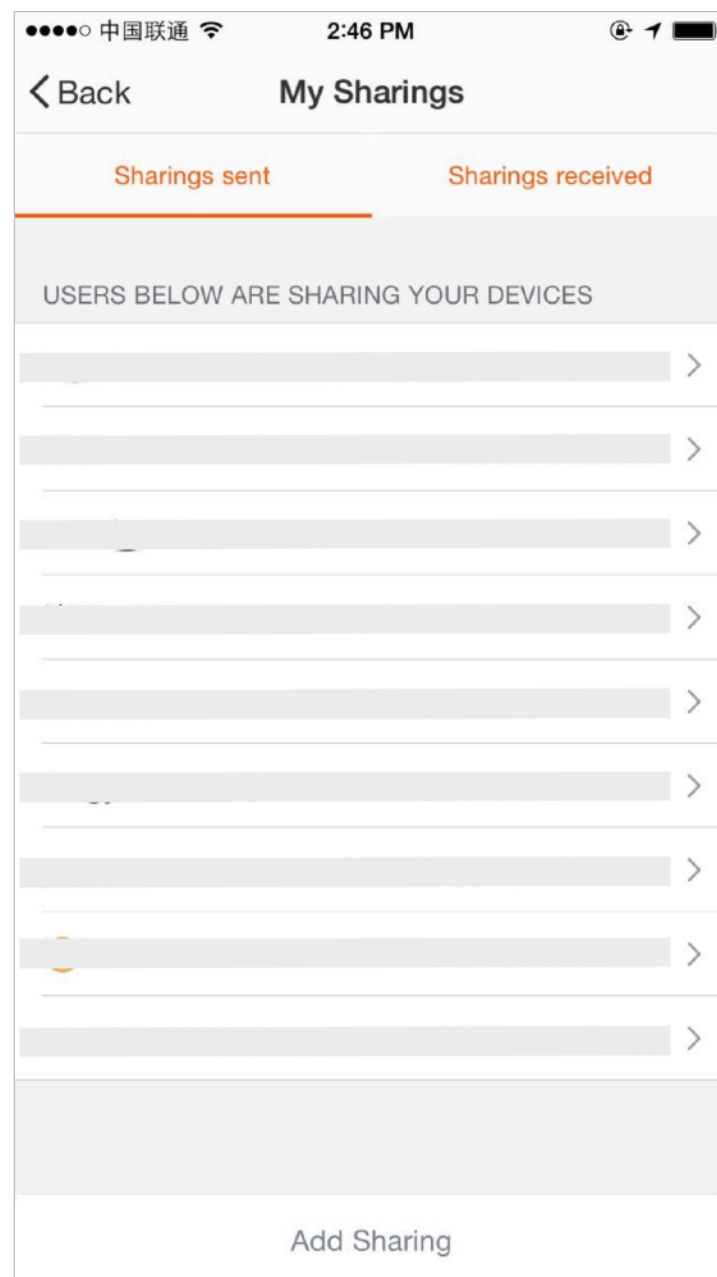 中国联通 2:46 PM
Back My Sharings
Sharings sent Sharings received
USERS BELOW ARE SHARING YOUR DEVICES
Add Sharing